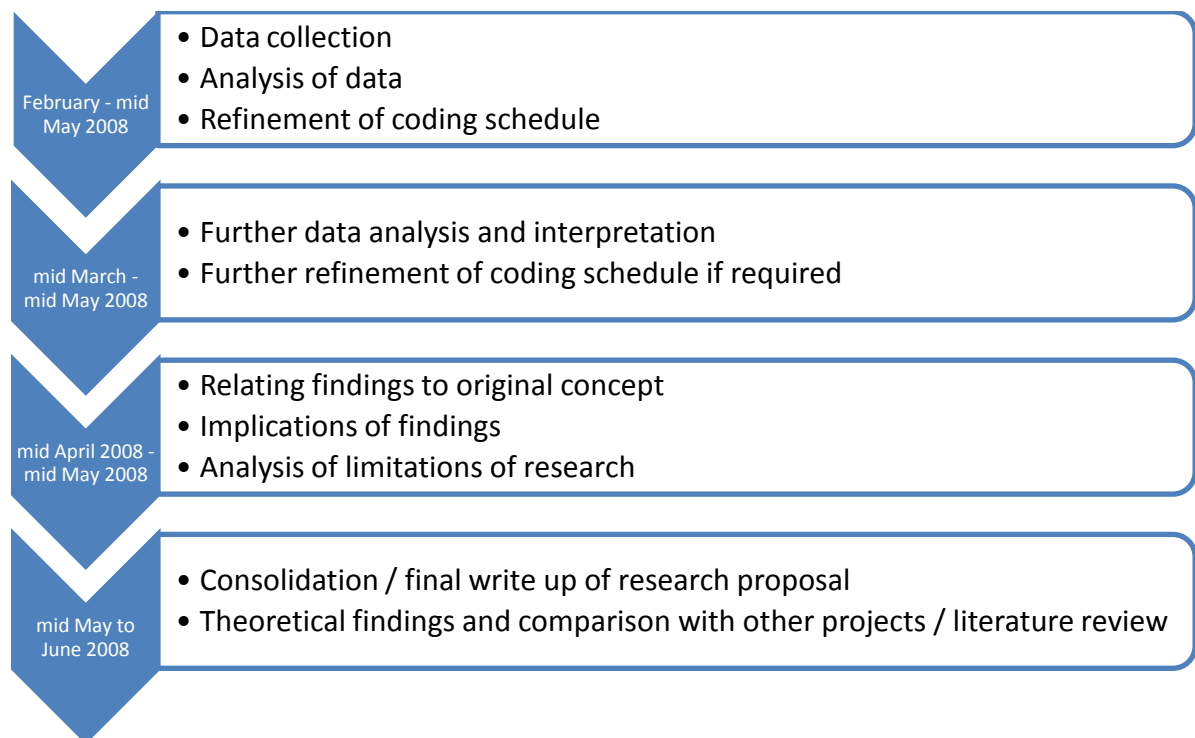 February - mid
May 2008
• Data collection
• Analysis of data
• Refinement of coding schedule
mid March -
mid May 2008
• Further data analysis and interpretation
• Further refinement of coding schedule if required
mid April 2008 -
mid May 2008
• Relating findings to original concept
• Implications of findings
• Analysis of limitations of research
mid May to
June 2008
• Consolidation / final write up of research proposal
• Theoretical findings and comparison with other projects / literature review